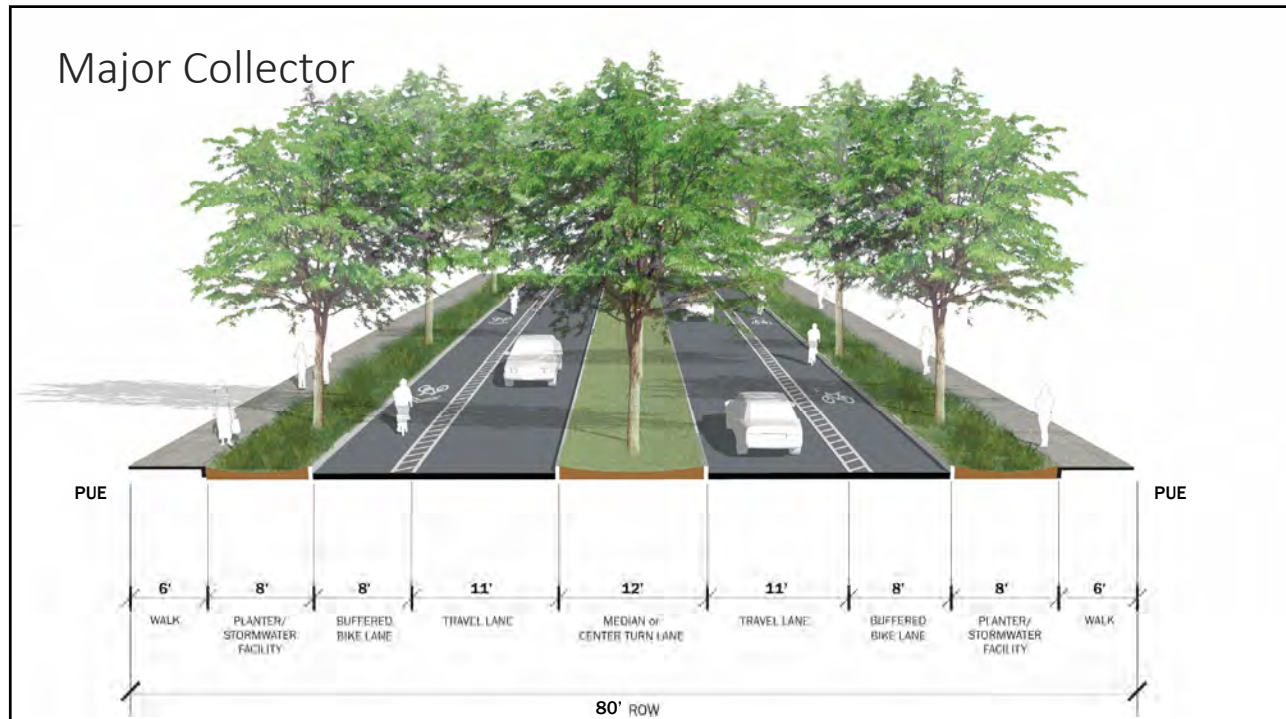 Major Collector
PUE
PUE
6'
8'
8'
11'
12'
11'
8'
8'
6'
WALK
PLANTER/
STORMWATER
FACILITY
BUFFERED
BIKE LANE
TRAVEL LANE
MEDIAN or
CENTER TURN LANE
TRAVEL LANE
BUFFERED
BIKE LANE
PLANTER/
STORMWATER
FACILITY
WALK
80' ROW